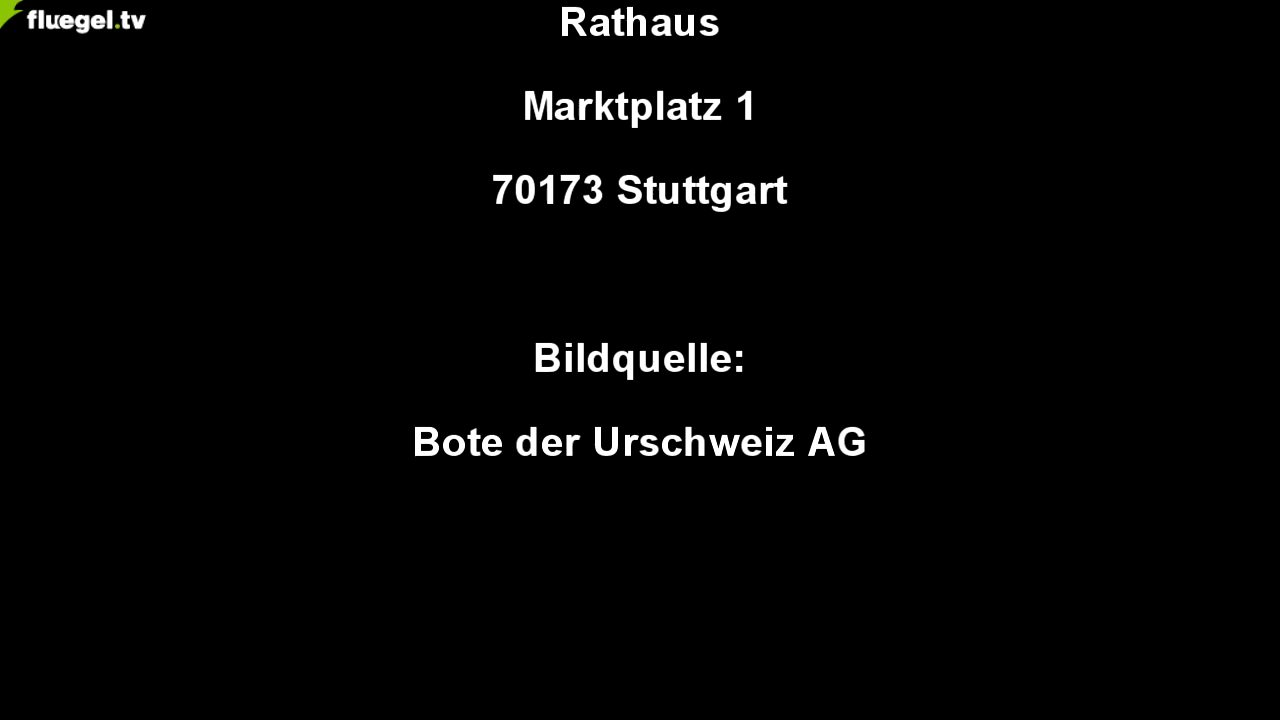 fluegel.tv
Rathaus
Marktplatz 1
70173 Stuttgart
Bildquelle:
Bote der Urschweiz AG